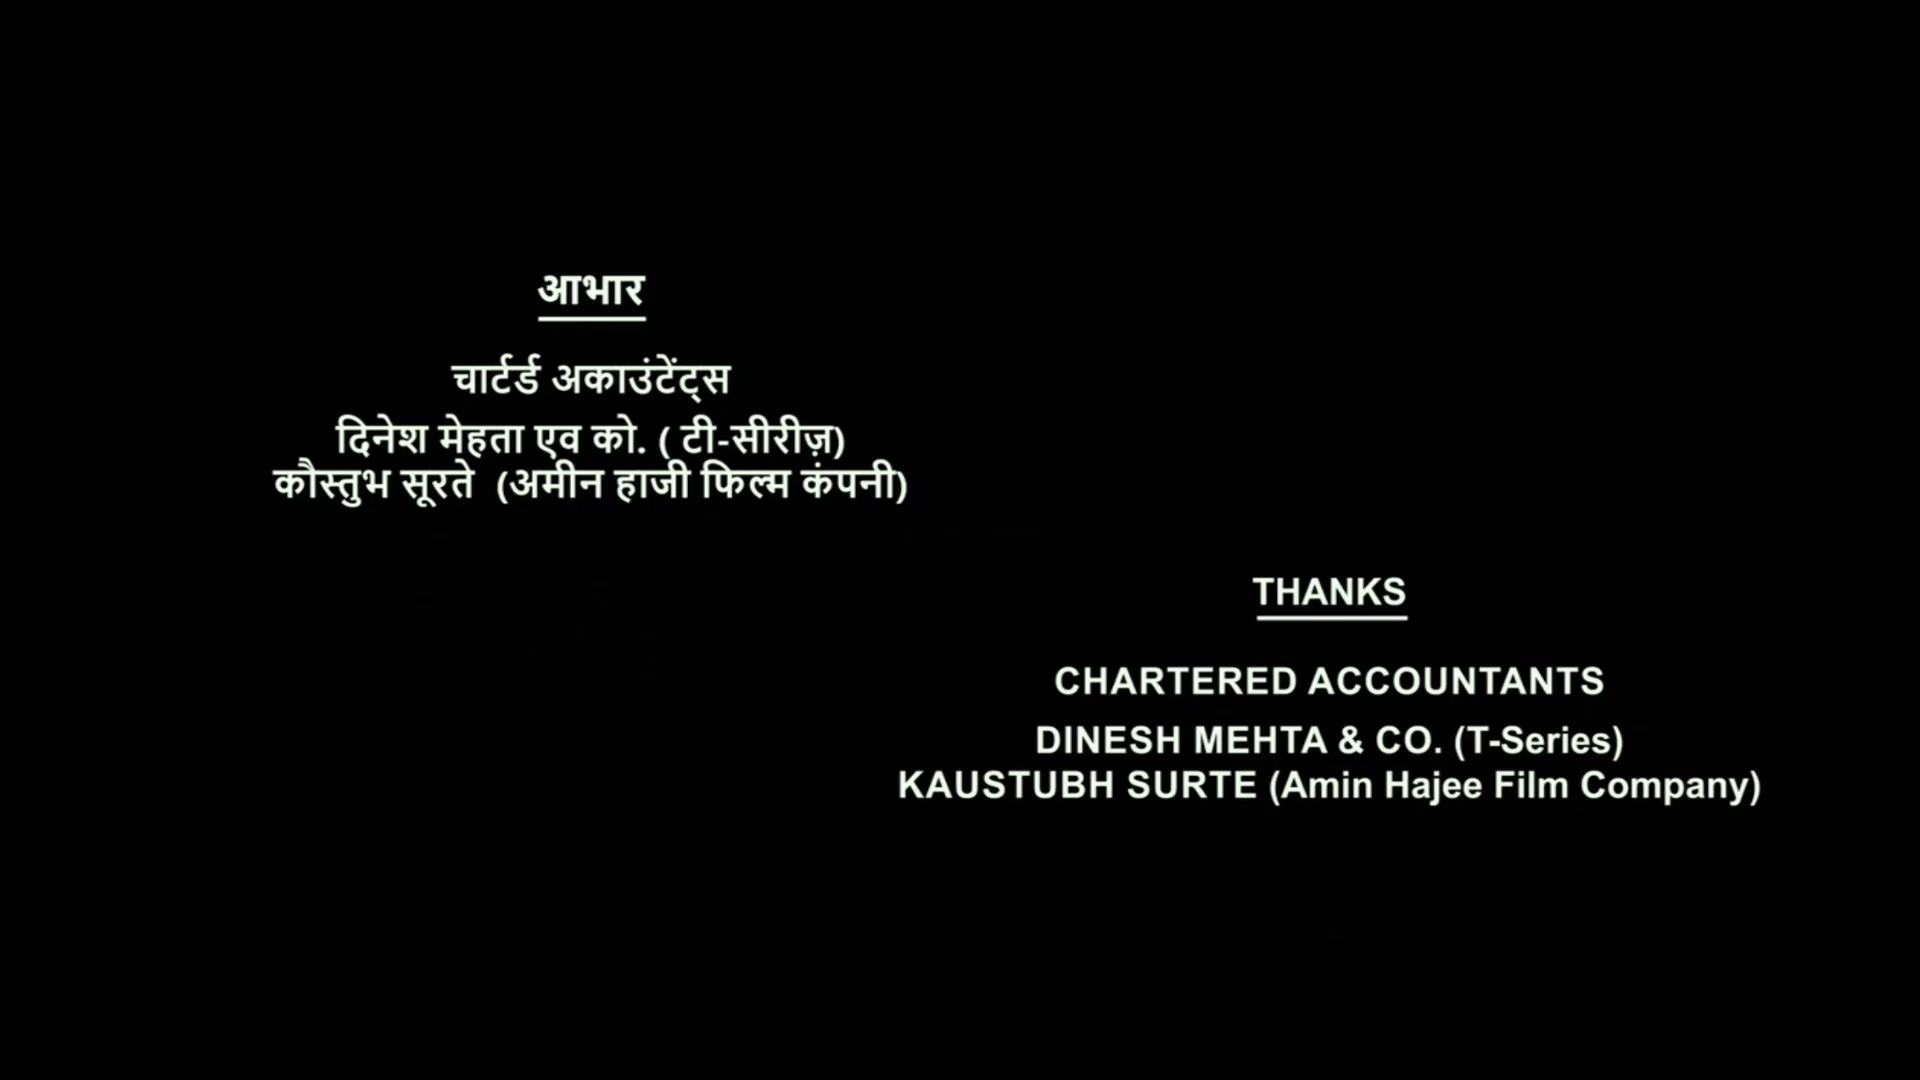 आभार
चार्टर्ड अकाउंटेंट्स
दिनेश मेहता एव को. ( टी-सीरीज़)
कौस्तुभ सूरते (अमीन हाजी फिल्म कंपनी)
THANKS
CHARTERED ACCOUNTANTS
DINESH MEHTA & CO. (T-Series)
KAUSTUBH SURTE (Amin Hajee Film Company)